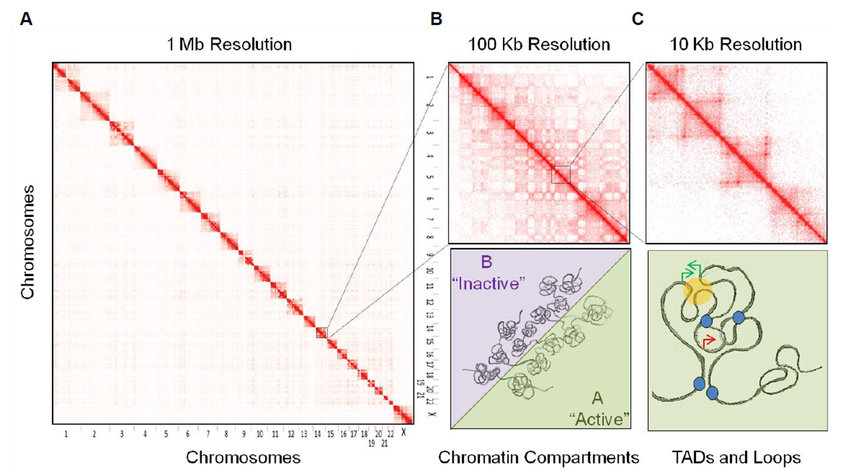 A
B
C
1 Mb Resolution
100 Kb Resolution
10 Kb Resolution
Chromosomes
1
2
3
4
5
6
7
8
9
10
11
12
13
14
15
16
17
18
19
20
21
22
X
B
"Inactive"
A
"Active"
1 2 3 4 5 6 7 8 9 10 11 12 13 14 15 16 17 18 19 20 21 22 X
Chromosomes
Chromatin Compartments
TADs and Loops